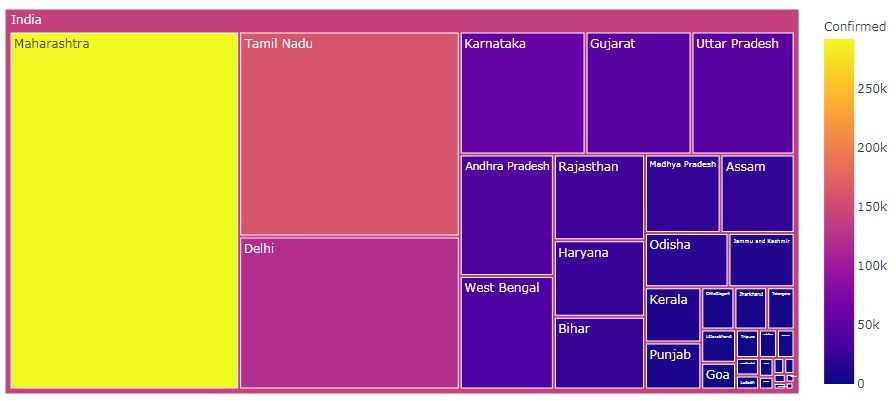 India
Confirmed
Maharashtra
Tamil Nadu
Karnataka
Gujarat
Uttar Pradesh
250k
200k
Andhra Pradesh
Rajasthan
Madhya Pradesh
Assam
150k
Delhi
Haryana
Odisha
Jammu and Kashmir
100k
West Bengal
Kerala
Chhattisgarh
Jharkhand
Telangana
50k
Bihar
Punjab
Uttarakhand
Tripura
Goa
Ladakh
0